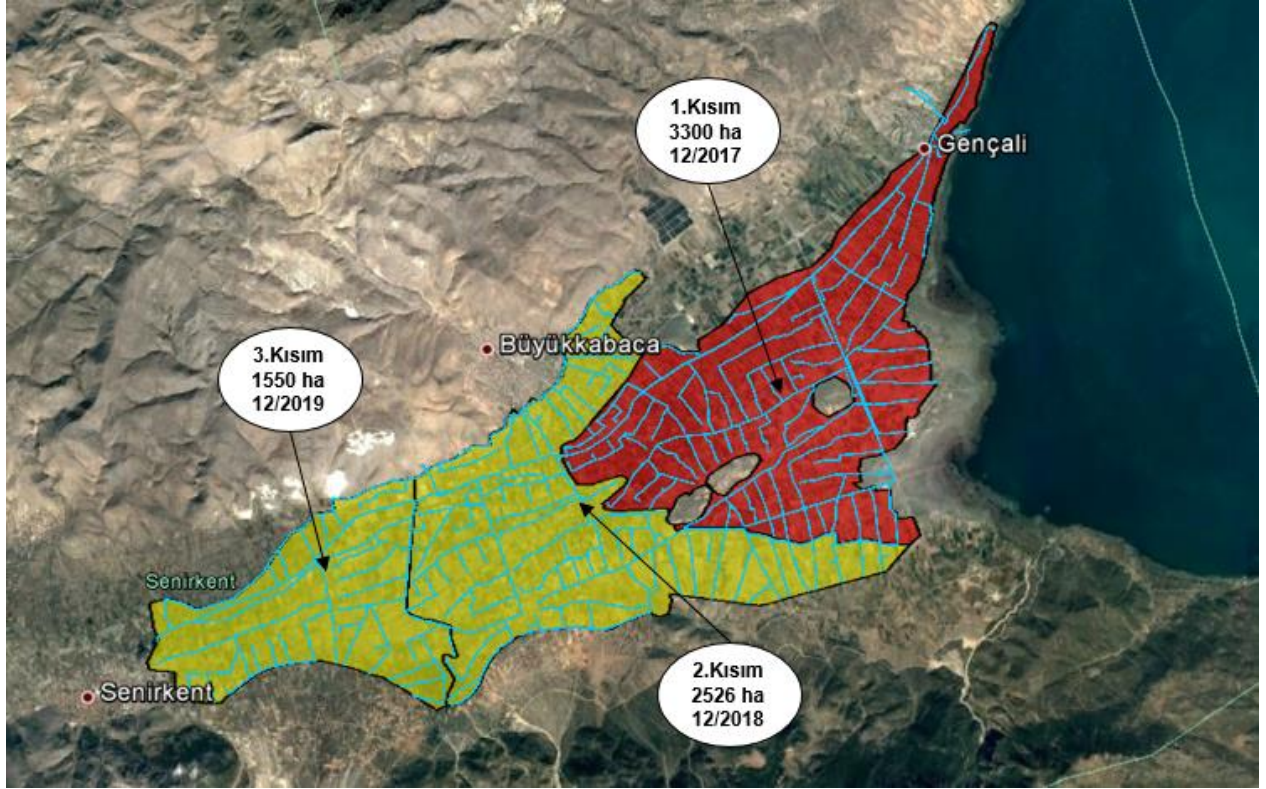 1.Kısım
3300 ha
12/2017
Gençali
Büyükkabaca
3.Kısım
1550 ha
12/2019
Senirkent
Senirkent
2.Kısım
2526 ha
12/2018